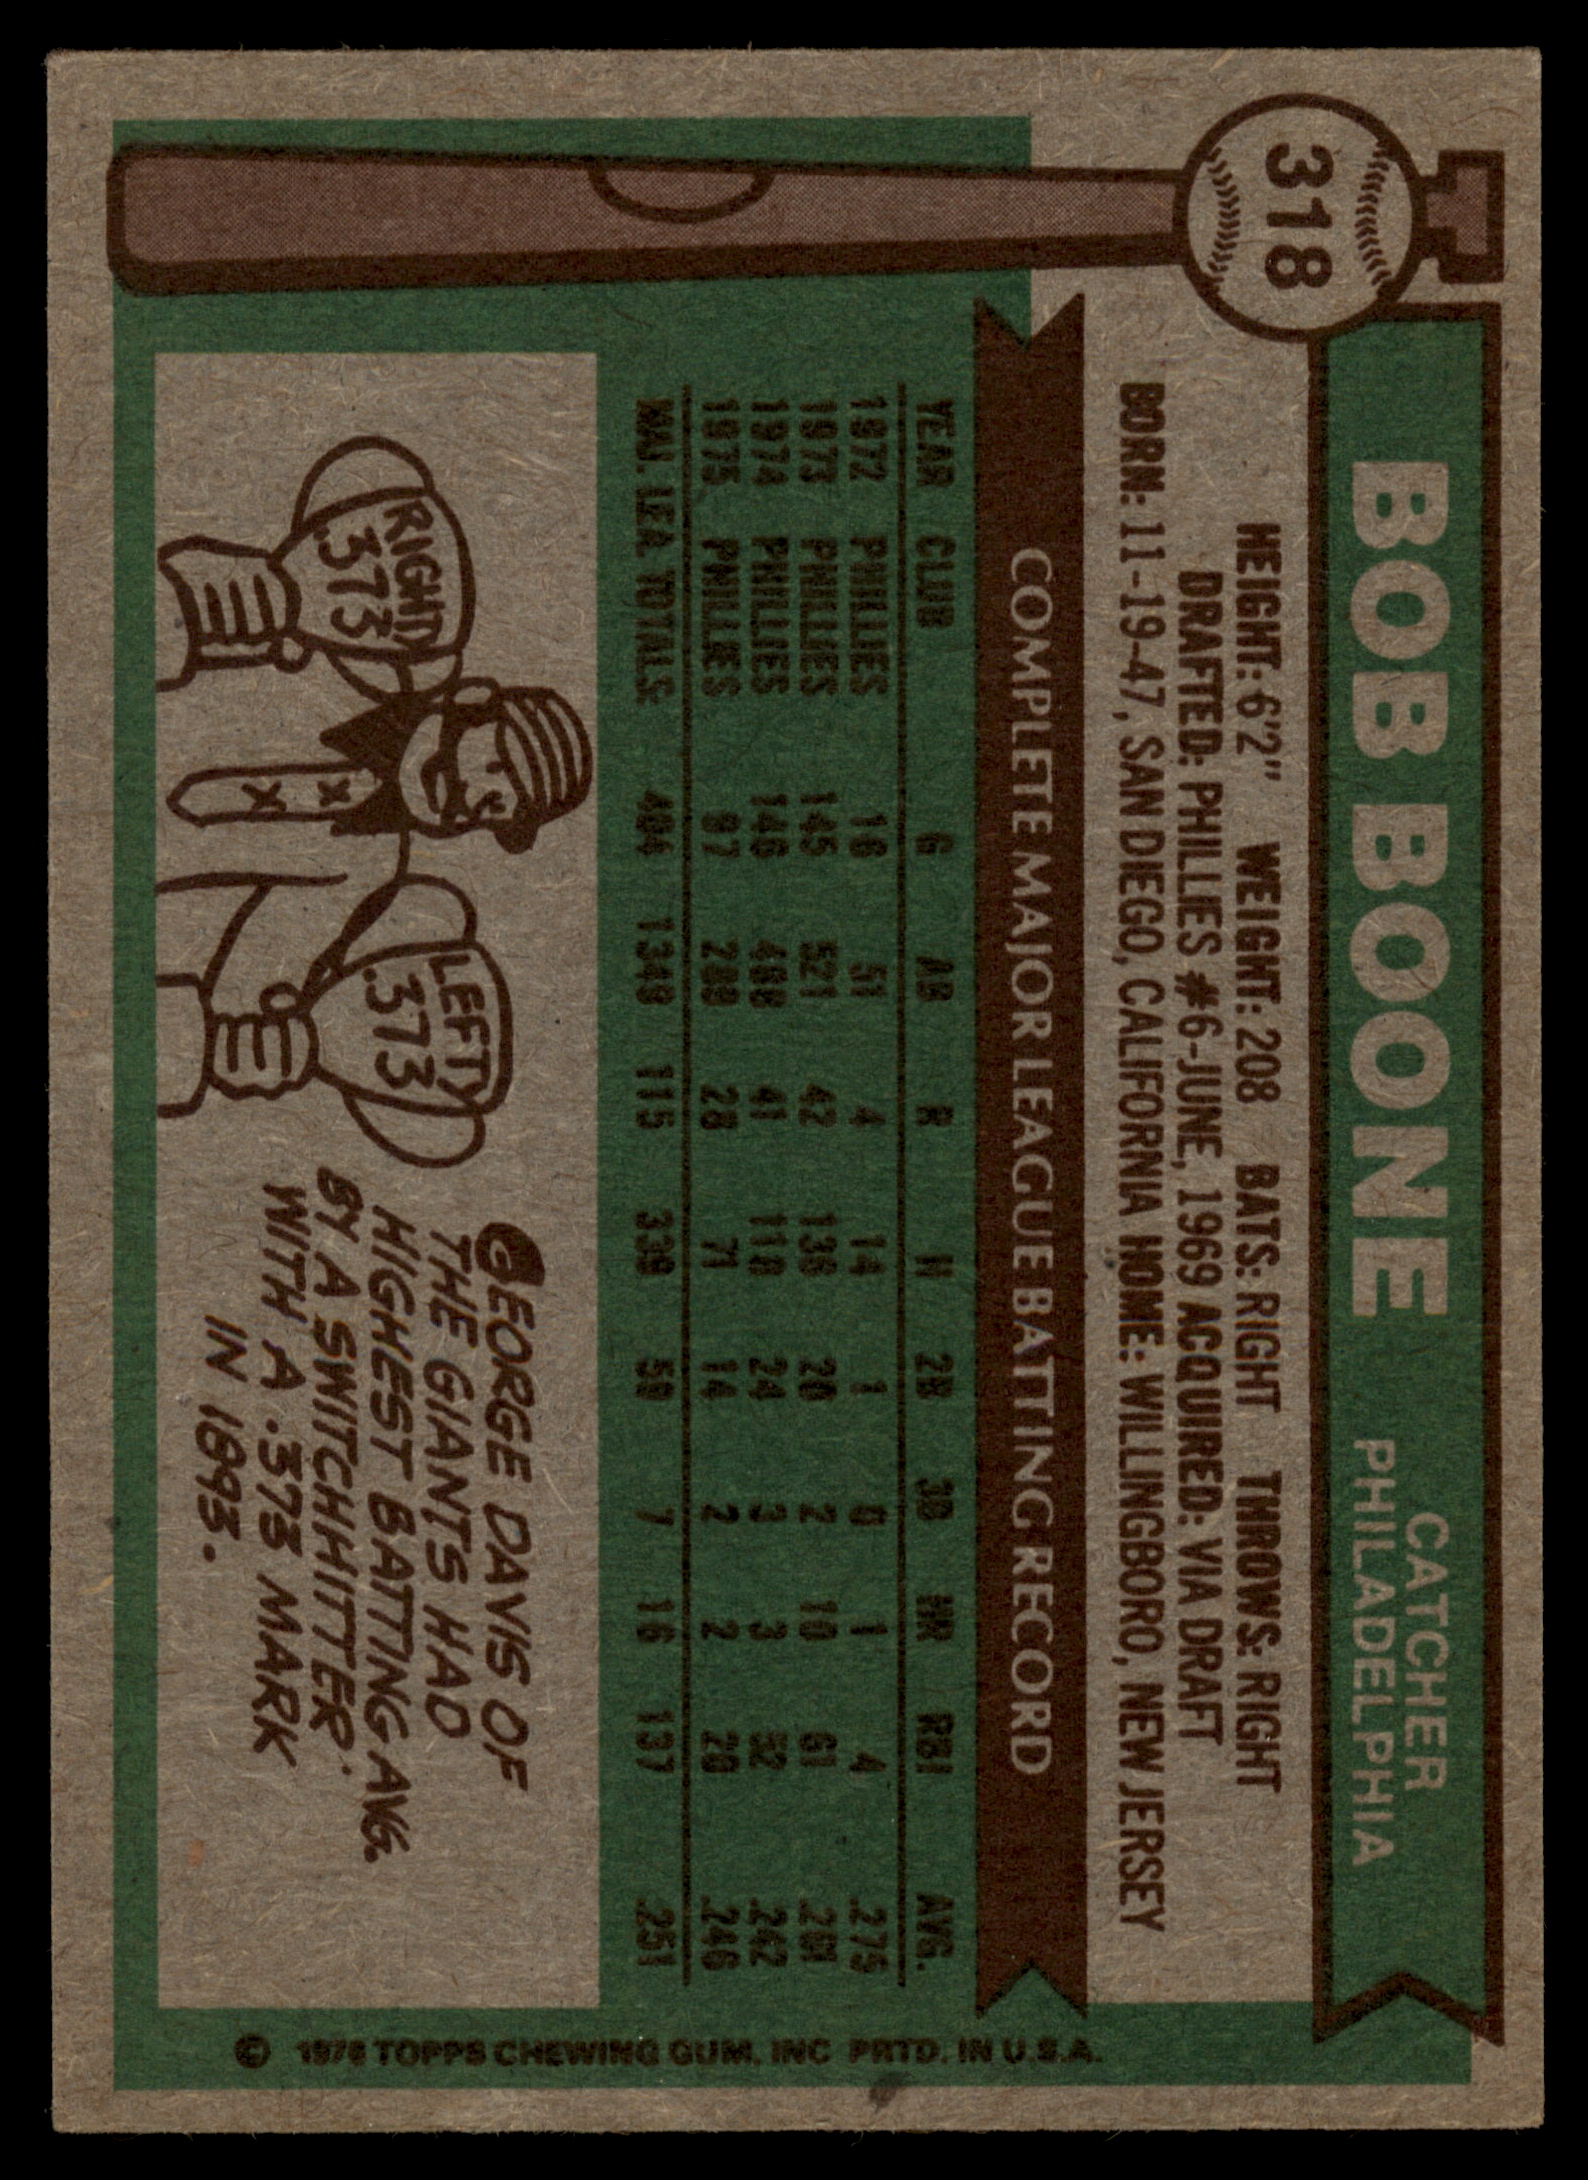 318
BOB BOONE
CATCHER
PHILADELPHIA
HEIGHT: 6'2" WEIGHT: 208 BATS: RIGHT THROWS: RIGHT
DRAFTED: PHILLIES #6-JUNE, 1969 ACQUIRED: VIA DRAFT
BORN: 11-19-47, SAN DIEGO, CALIFORNIA HOME: WILLINGBORO, NEW JERSEY
COMPLETE MAJOR LEAGUE BATTING RECORD
YEAR CLUB G AB R H 2B 3B HR RBI AVG.
1972 PHILLIES 16 51 4 14 1 0 1 4 .275
1973 PHILLIES 145 521 42 136 20 2 10 61 .261
1974 PHILLIES 146 488 41 118 24 3 3 52 .242
1975 PHILLIES 97 289 28 71 14 2 2 20 .246
MAJ. LEA. TOTALS 404 1349 115 339 59 7 16 137 .251
RIGHTY
.373
LEFTY
.373
GEORGE DAVIS OF
THE GIANTS HAD
HIGHEST BATTING AVG.
BY A SWITCHHITTER
WITH A .373 MARK
IN 1893.
© 1976 TOPPS CHEWING GUM, INC PRTD. IN U.S.A.